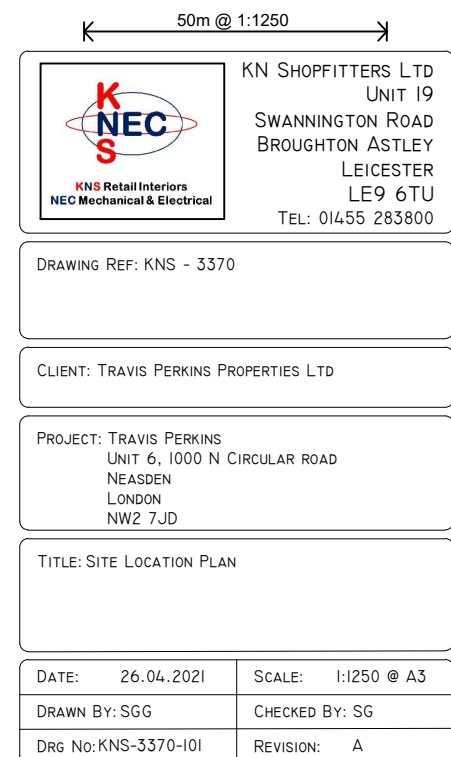 50m @ 1:1250
K
NEC
S
KNS Retail Interiors
NEC Mechanical & Electrical
KN Shopfitters Ltd
Unit 19
Swannington Road
Broughton Astley
Leicester
LE9 6TU
Tel: 01455 283800
Drawing Ref: KNS - 3370
Client: Travis Perkins Properties Ltd
Project: Travis Perkins
Unit 6, 1000 N Circular road
Neasden
London
NW2 7JD
Title: Site Location Plan
Date: 26.04.2021
Scale: 1:1250 @ A3
Drawn By: SGG
Checked By: SG
Drg No: KNS-3370-101
Revision: A